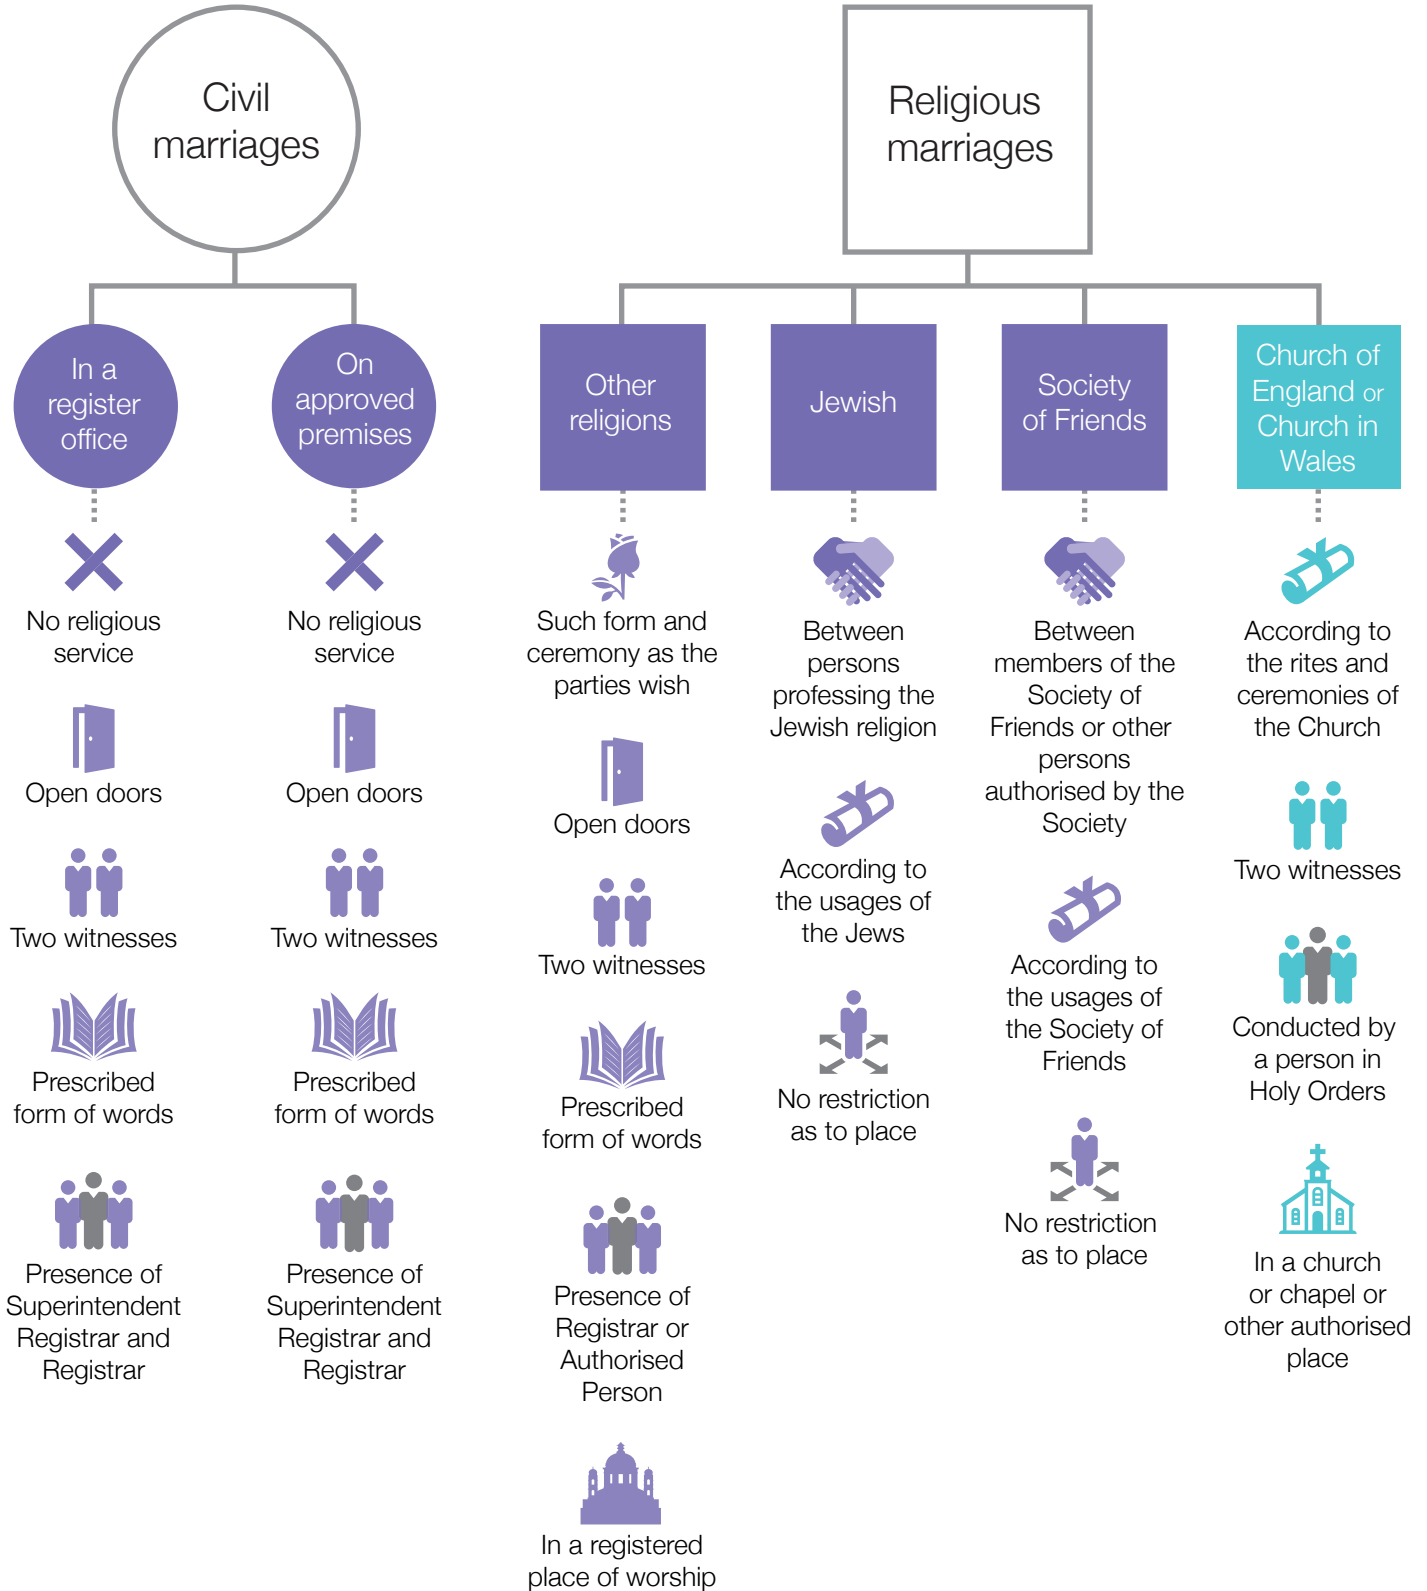 Civil
marriages
Religious
marriages
In a
register
office
On
approved
premises
Other
religions
Jewish
Society
of Friends
Church of
England or
Church in
Wales
No religious
service
Open doors
Two witnesses
Prescribed
form of words
Presence of
Superintendent
Registrar and
Registrar
No religious
service
Open doors
Two witnesses
Prescribed
form of words
Presence of
Superintendent
Registrar and
Registrar
Such form and
ceremony as the
parties wish
Open doors
Two witnesses
Prescribed
form of words
Presence of
Registrar or
Authorised
Person
In a registered
place of worship
Between
persons
professing the
Jewish religion
According to
the usages of
the Jews
No restriction
as to place
Between
members of the
Society of
Friends or other
persons
authorised by the
Society
According to
the usages of
the Society of
Friends
No restriction
as to place
According to
the rites and
ceremonies of
the Church
Two witnesses
Conducted by
a person in
Holy Orders
In a church
or chapel or
other authorised
place